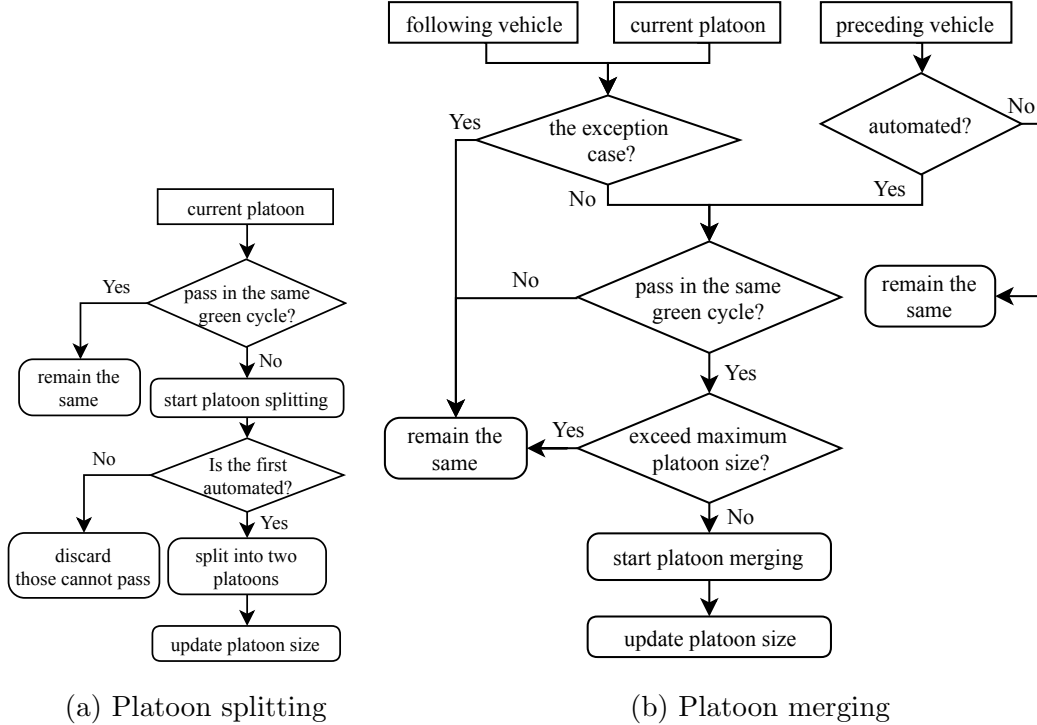 current platoon
Yes
pass in the same
green cycle?
No
remain the
same
start platoon splitting
No
Is the first
automated?
Yes
discard
those cannot pass
split into two
platoons
update platoon size
(a) Platoon splitting
following vehicle
current platoon
preceding vehicle
Yes
the exception
case?
No
automated?
No
Yes
No
pass in the same
green cycle?
remain the
same
Yes
remain the
same
Yes
exceed maximum
platoon size?
No
start platoon merging
update platoon size
(b) Platoon merging